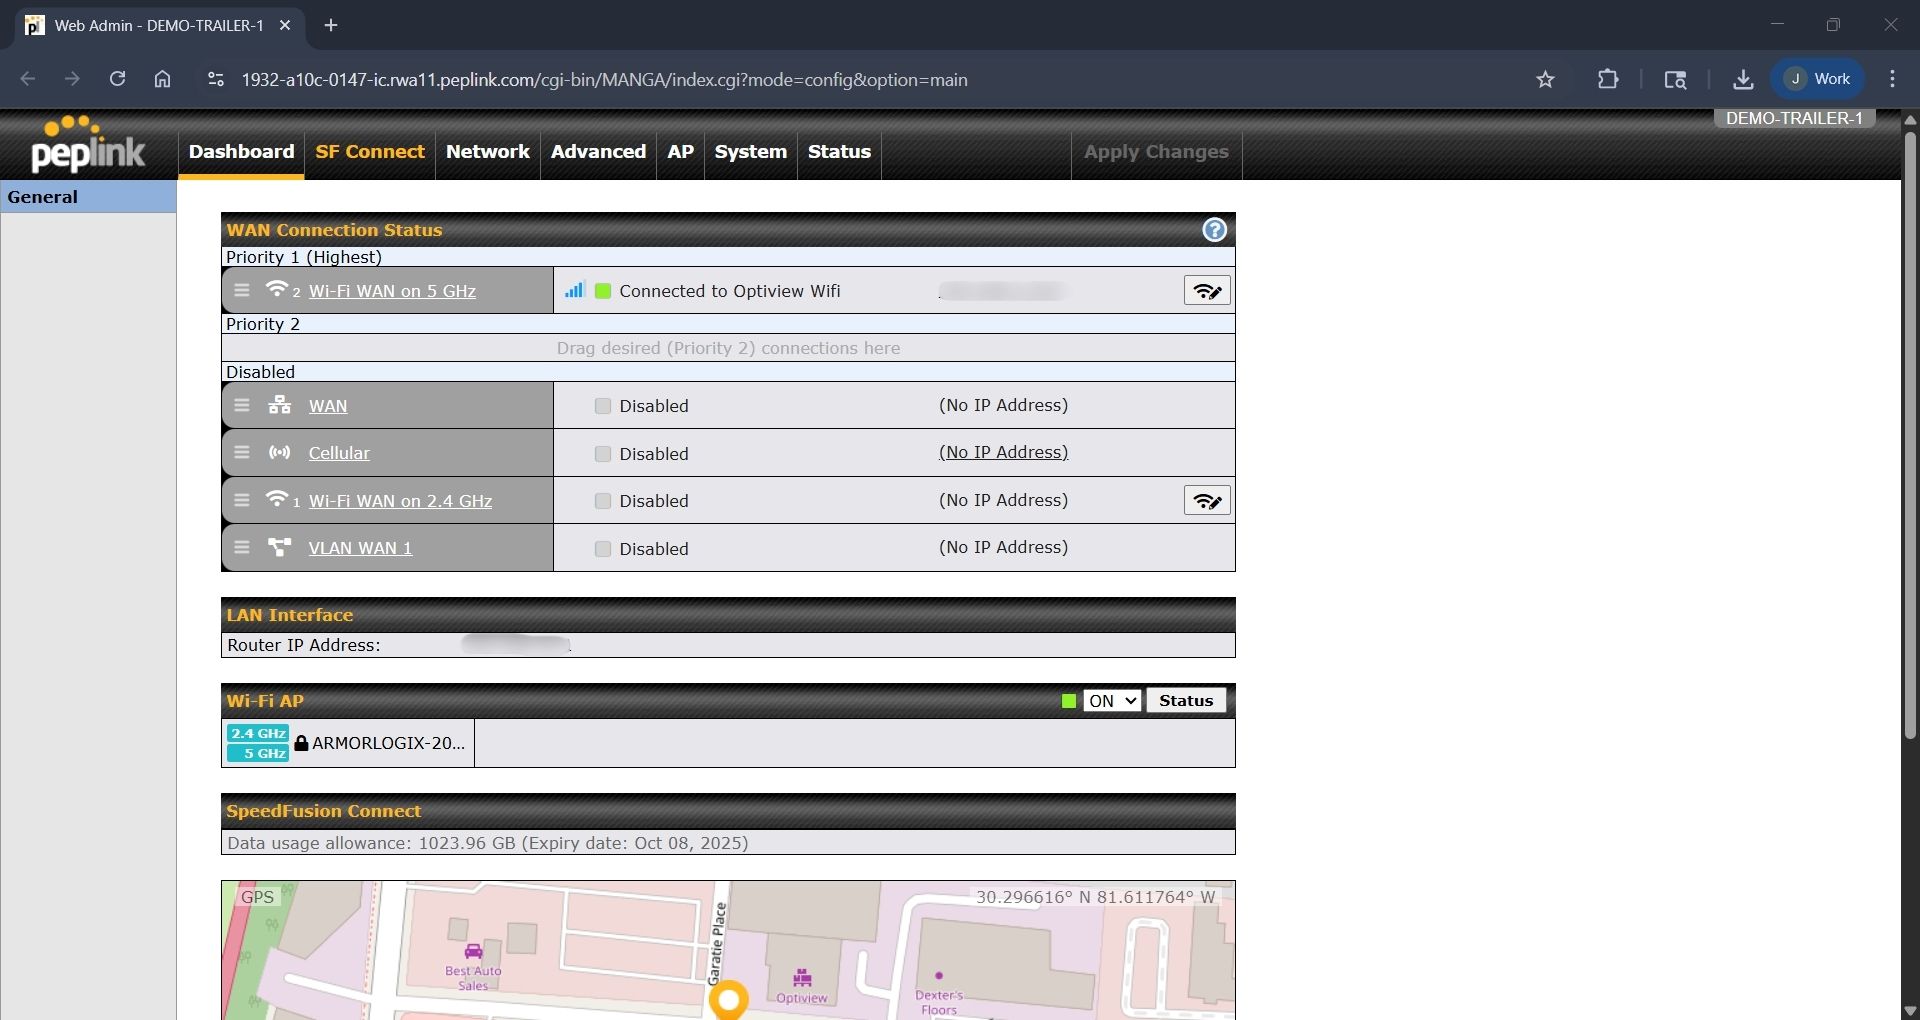 Web Admin - DEMO-TRAILER-1
1932-a10c-0147-ic.rwa11.peplink.com/cgi-bin/MANGA/index.cgi?mode=config&option=main
J Work
DEMO-TRAILER-1
peplink
Dashboard SF Connect Network Advanced AP System Status Apply Changes
General
WAN Connection Status ?
Priority 1 (Highest)
2 Wi-Fi WAN on 5 GHz Connected to Optiview Wifi
Priority 2
Drag desired (Priority 2) connections here
Disabled
WAN Disabled (No IP Address)
Cellular Disabled (No IP Address)
1 Wi-Fi WAN on 2.4 GHz Disabled (No IP Address)
VLAN WAN 1 Disabled (No IP Address)
LAN Interface
Router IP Address:
Wi-Fi AP ON Status
2.4 GHz
5 GHz
ARMORLOGIX-20...
SpeedFusion Connect
Data usage allowance: 1023.96 GB (Expiry date: Oct 08, 2025)
GPS 30.296616° N 81.611764° W
Garatie Place
Best Auto
Sales
Optiview
Dexter's
Floors